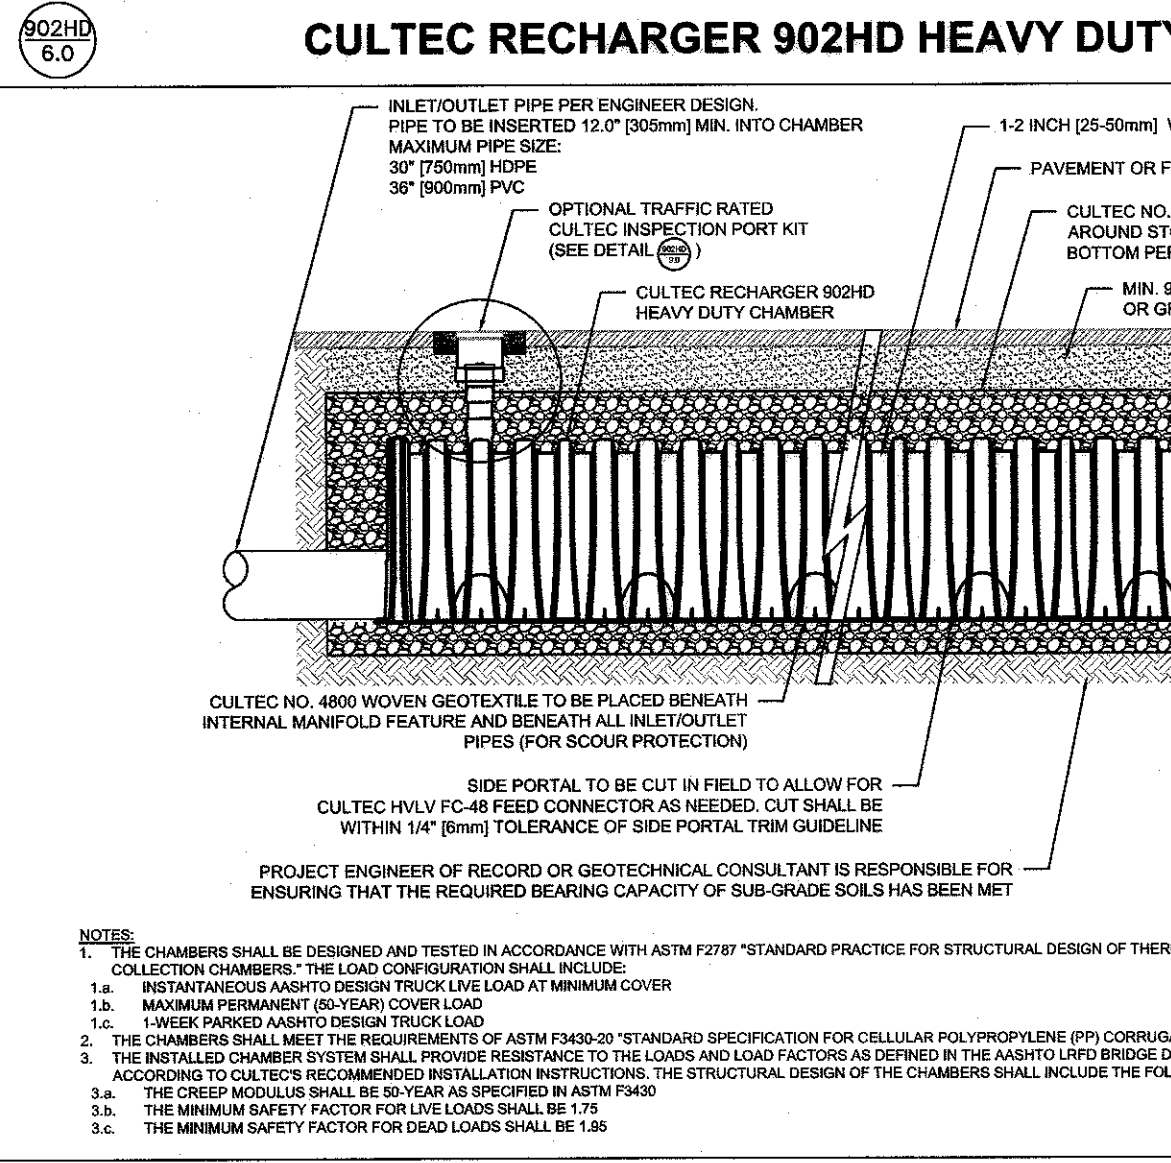 902HD
6.0
CULTEC RECHARGER 902HD HEAVY DUTY
INLET/OUTLET PIPE PER ENGINEER DESIGN.
PIPE TO BE INSERTED 12.0" [305mm] MIN. INTO CHAMBER
MAXIMUM PIPE SIZE:
30" [750mm] HDPE
36" [900mm] PVC
1-2 INCH [25-50mm]
PAVEMENT OR F
OPTIONAL TRAFFIC RATED
CULTEC INSPECTION PORT KIT
(SEE DETAIL 902HD )
CULTEC NO.
AROUND ST
BOTTOM PE
CULTEC RECHARGER 902HD
HEAVY DUTY CHAMBER
MIN. 9
OR G
CULTEC NO. 4800 WOVEN GEOTEXTILE TO BE PLACED BENEATH
INTERNAL MANIFOLD FEATURE AND BENEATH ALL INLET/OUTLET
PIPES (FOR SCOUR PROTECTION)
SIDE PORTAL TO BE CUT IN FIELD TO ALLOW FOR
CULTEC HVLV FC-48 FEED CONNECTOR AS NEEDED. CUT SHALL BE
WITHIN 1/4" [6mm] TOLERANCE OF SIDE PORTAL TRIM GUIDELINE
PROJECT ENGINEER OF RECORD OR GEOTECHNICAL CONSULTANT IS RESPONSIBLE FOR
ENSURING THAT THE REQUIRED BEARING CAPACITY OF SUB-GRADE SOILS HAS BEEN MET
NOTES:
1. THE CHAMBERS SHALL BE DESIGNED AND TESTED IN ACCORDANCE WITH ASTM F2787 "STANDARD PRACTICE FOR STRUCTURAL DESIGN OF THER
COLLECTION CHAMBERS." THE LOAD CONFIGURATION SHALL INCLUDE:
1.a. INSTANTANEOUS AASHTO DESIGN TRUCK LIVE LOAD AT MINIMUM COVER
1.b. MAXIMUM PERMANENT (50-YEAR) COVER LOAD
1.c. 1-WEEK PARKED AASHTO DESIGN TRUCK LOAD
2. THE CHAMBERS SHALL MEET THE REQUIREMENTS OF ASTM F3430-20 "STANDARD SPECIFICATION FOR CELLULAR POLYPROPYLENE (PP) CORRUGA
3. THE INSTALLED CHAMBER SYSTEM SHALL PROVIDE RESISTANCE TO THE LOADS AND LOAD FACTORS AS DEFINED IN THE AASHTO LRFD BRIDGE D
ACCORDING TO CULTEC'S RECOMMENDED INSTALLATION INSTRUCTIONS. THE STRUCTURAL DESIGN OF THE CHAMBERS SHALL INCLUDE THE FOL
3.a. THE CREEP MODULUS SHALL BE 50-YEAR AS SPECIFIED IN ASTM F3430
3.b. THE MINIMUM SAFETY FACTOR FOR LIVE LOADS SHALL BE 1.75
3.c. THE MINIMUM SAFETY FACTOR FOR DEAD LOADS SHALL BE 1.95